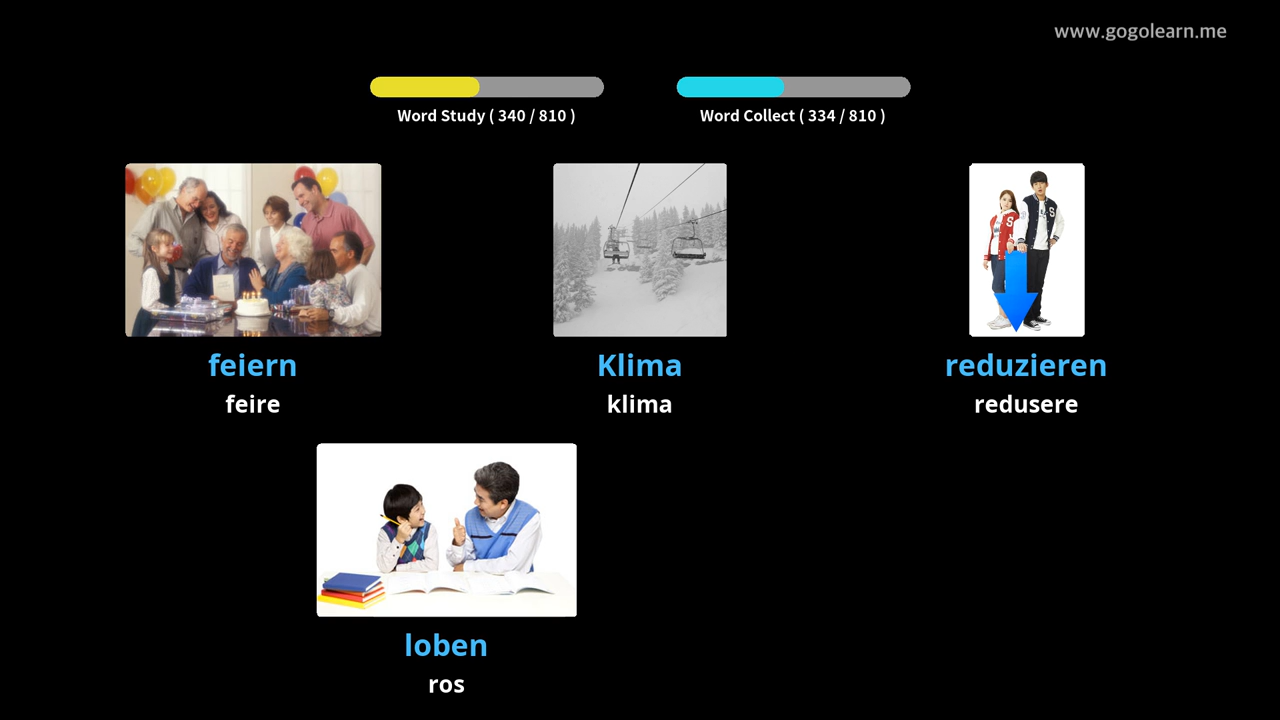 www.gogolearn.me
Word Study ( 340 / 810 )
Word Collect ( 334 / 810 )
feiern
feire
Klima
klima
reduzieren
redusere
loben
ros